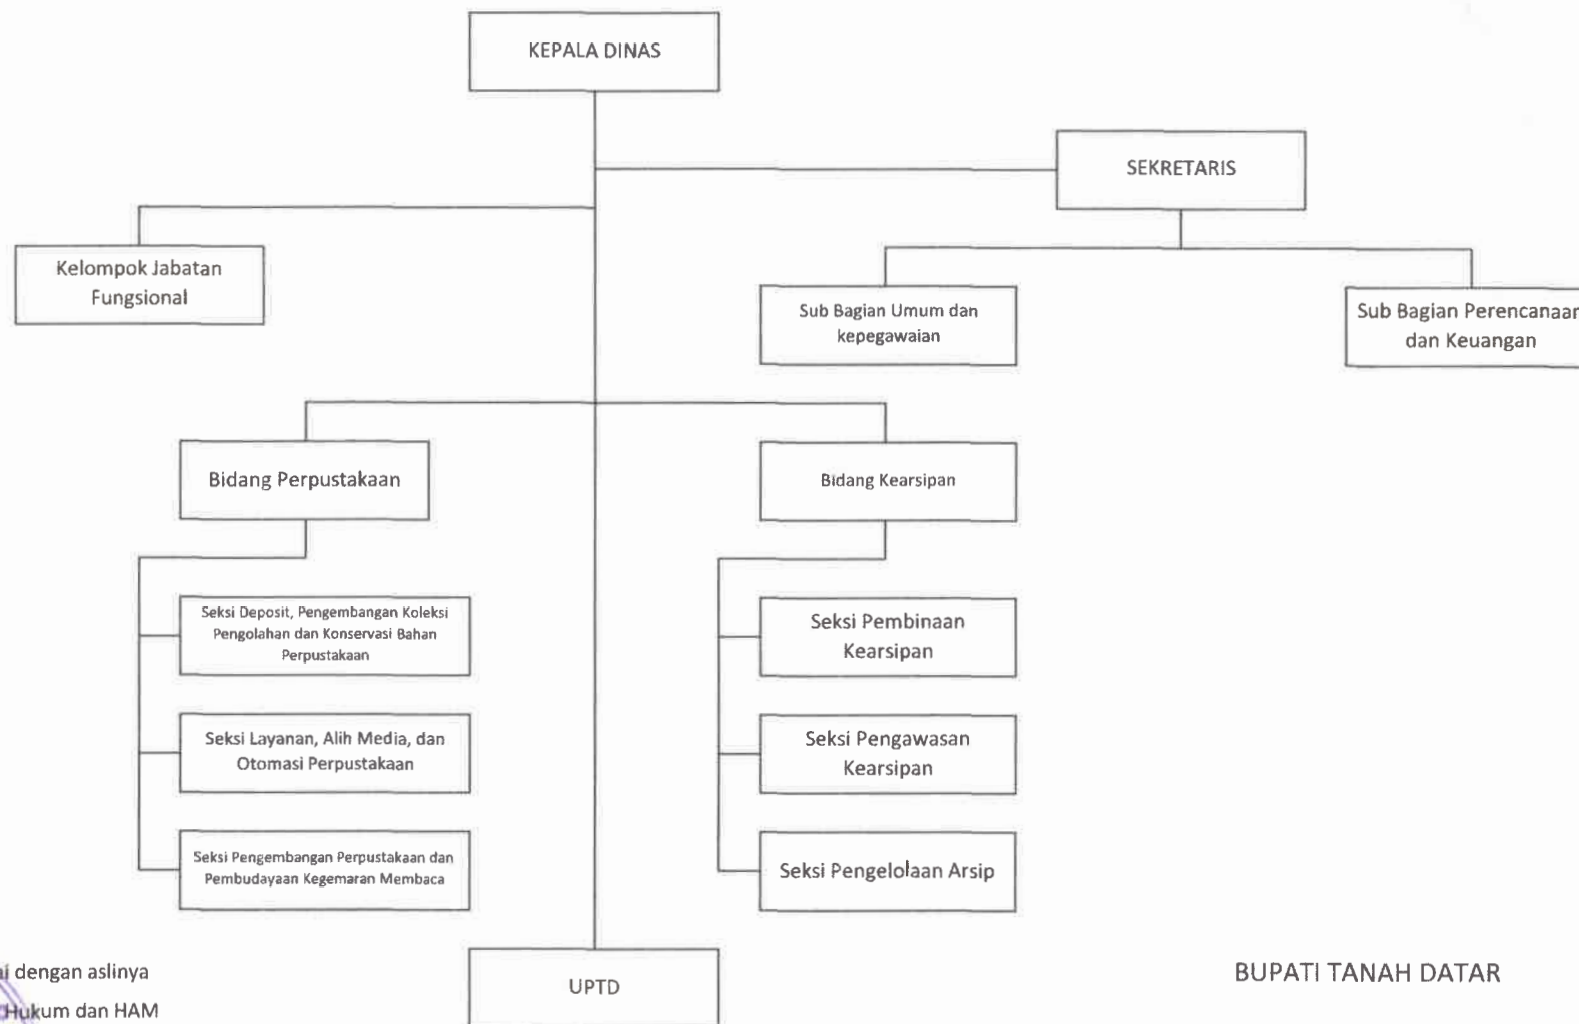 KEPALA DINAS
SEKRETARIS
Kelompok Jabatan
Fungsional
Sub Bagian Umum dan
kepegawaian
Sub Bagian Perencanaan
dan Keuangan
Bidang Perpustakaan
Bidang Kearsipan
Seksi Deposit, Pengembangan Koleksi
Pengolahan dan Konservasi Bahan
Perpustakaan
Seksi Pembinaan
Kearsipan
Seksi Layanan, Alih Media, dan
Otomasi Perpustakaan
Seksi Pengawasan
Kearsipan
Seksi Pengembangan Perpustakaan dan
Pembudayaan Kegemaran Membaca
Seksi Pengelolaan Arsip
dengan aslinya
Hukum dan HAM
UPTD
BUPATI TANAH DATAR